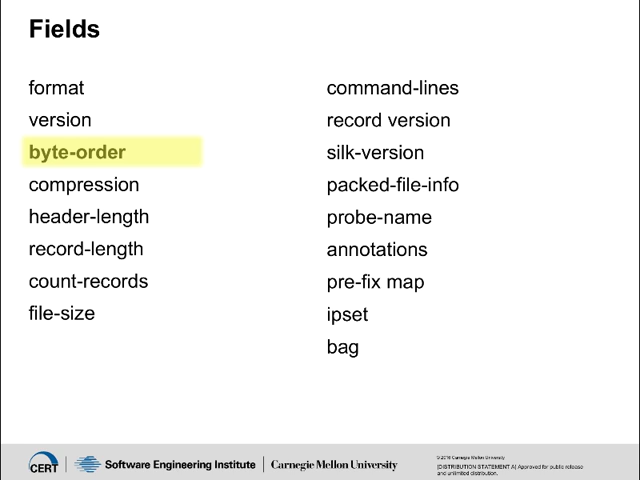 Fields
format
version
byte-order
compression
header-length
record-length
count-records
file-size
command-lines
record version
silk-version
packed-file-info
probe-name
annotations
pre-fix map
ipset
bag
CERT
Software Engineering Institute
Carnegie Mellon University
© 2016 Carnegie Mellon University
[DISTRIBUTION STATEMENT A] Approved for public release
and unlimited distribution.